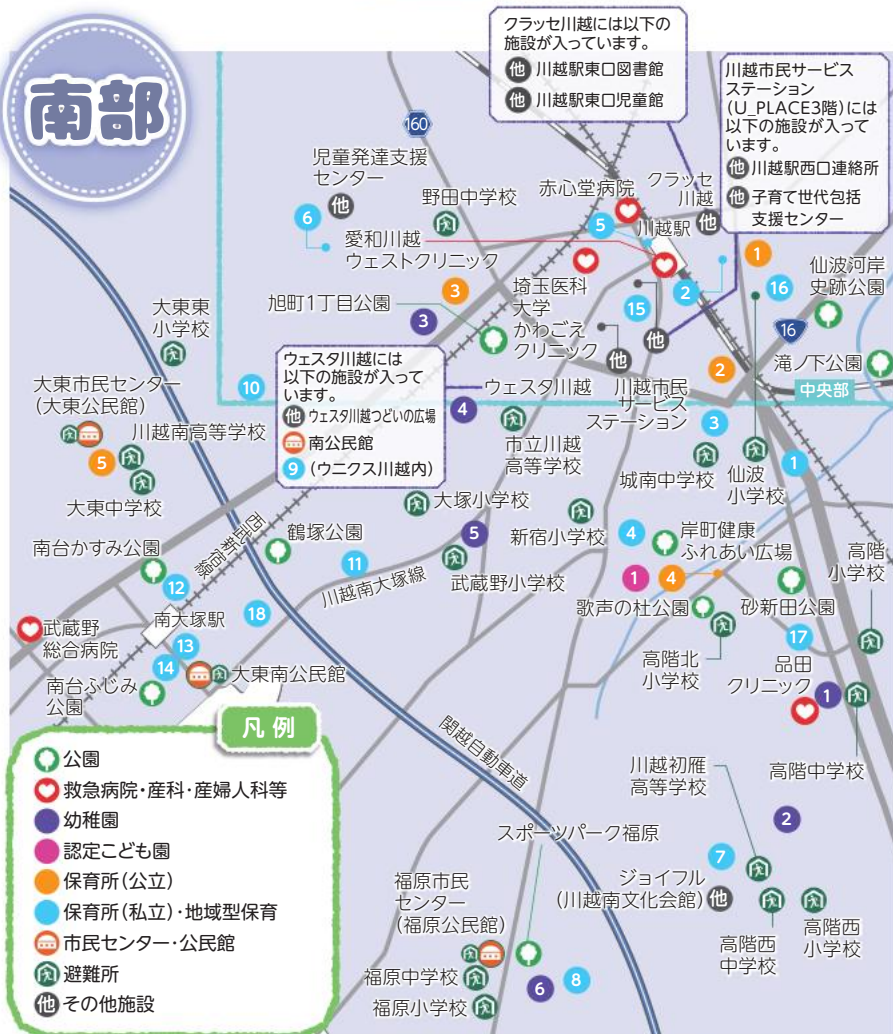 南部
クラッセ川越には以下の
施設が入っています。
他 川越駅東口図書館
他 川越駅東口児童館
川越市民サービス
ステーション
(U_PLACE3階)には
以下の施設が入って
います。
他 川越駅西口連絡所
他 子育て世代包括
支援センター
160
児童発達支援
センター
他
6
野田中学校
赤心堂病院
クラッセ
川越
他
5
川越駅
愛和川越
ウェストクリニック
1
仙波河岸
史跡公園
16
2
3
旭町1丁目公園
埼玉医科
大学
かわごえ
クリニック
15
16
3
大東東
小学校
他
他
滝ノ下公園
2
中央部
ウェスタ川越には
以下の施設が入って
います。
他 ウェスタ川越つどいの広場
南公民館
9 (ウニクス川越内)
10
ウェスタ川越
4
川越市民
サービス
ステーション
大東市民センター
(大東公民館)
川越南高等学校
5
大東中学校
市立川越
高等学校
3
城南中学校
仙波
小学校
1
西武新宿線
大塚小学校
南台かすみ公園
鶴塚公園
5
新宿小学校
4
岸町健康
ふれあい広場
高階
小学校
11
川越南大塚線
武蔵野小学校
1
4
12
南大塚駅
18
歌声の杜公園
砂新田公園
武蔵野
総合病院
13
14
大東南公民館
高階北
小学校
17
品田
クリニック
1
南台ふじみ
公園
関越自動車道
高階中学校
川越初雁
高等学校
2
スポーツパーク福原
7
ジョイフル
(川越南文化会館)
他
福原市民
センター
(福原公民館)
高階西
中学校
高階西
小学校
福原中学校
6
8
福原小学校
凡例
公園
救急病院・産科・産婦人科等
幼稚園
認定こども園
保育所(公立)
保育所(私立)・地域型保育
市民センター・公民館
避難所
他 その他施設